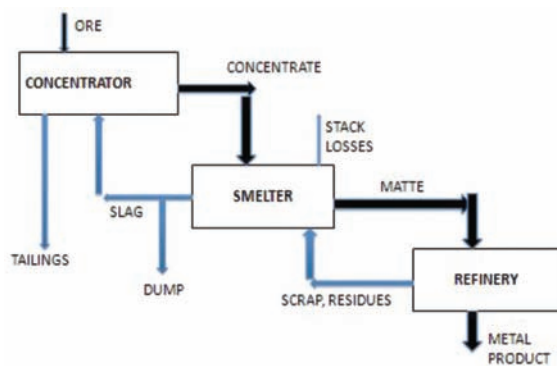 ORE
CONCENTRATOR
CONCENTRATE
STACK
LOSSES
SMELTER
MATTE
SLAG
TAILINGS
DUMP
SCRAP, RESIDUES
REFINERY
METAL
PRODUCT